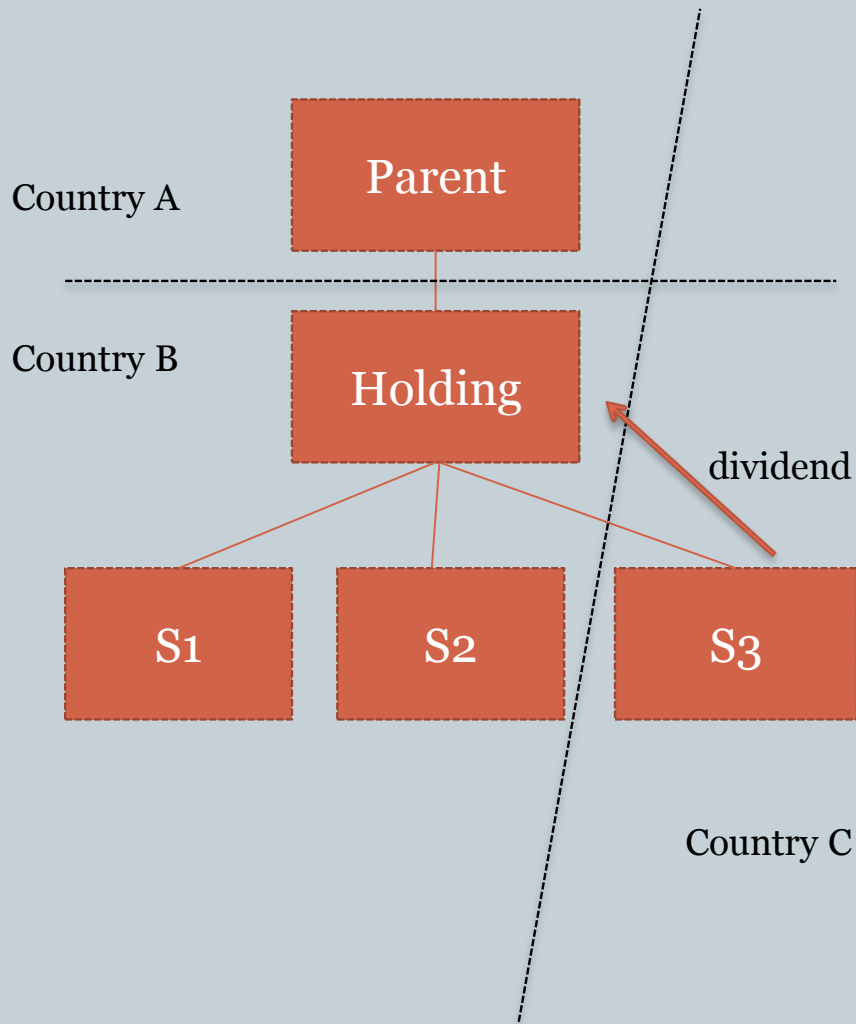 Parent
Country A
Country B
Holding
dividend
S1
S2
S3
Country C